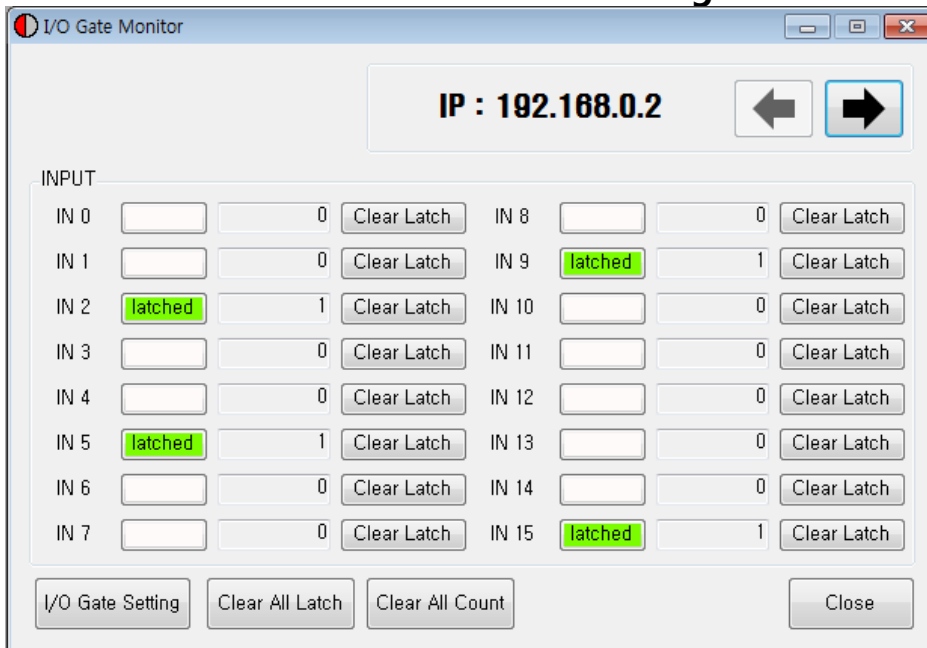 I/O Gate Monitor
IP : 192.168.0.2
INPUT
IN 0 0 Clear Latch IN 8 0 Clear Latch
IN 1 0 Clear Latch IN 9 latched 1 Clear Latch
IN 2 latched 1 Clear Latch IN 10 0 Clear Latch
IN 3 0 Clear Latch IN 11 0 Clear Latch
IN 4 0 Clear Latch IN 12 0 Clear Latch
IN 5 latched 1 Clear Latch IN 13 0 Clear Latch
IN 6 0 Clear Latch IN 14 0 Clear Latch
IN 7 0 Clear Latch IN 15 latched 1 Clear Latch
I/O Gate Setting Clear All Latch Clear All Count Close